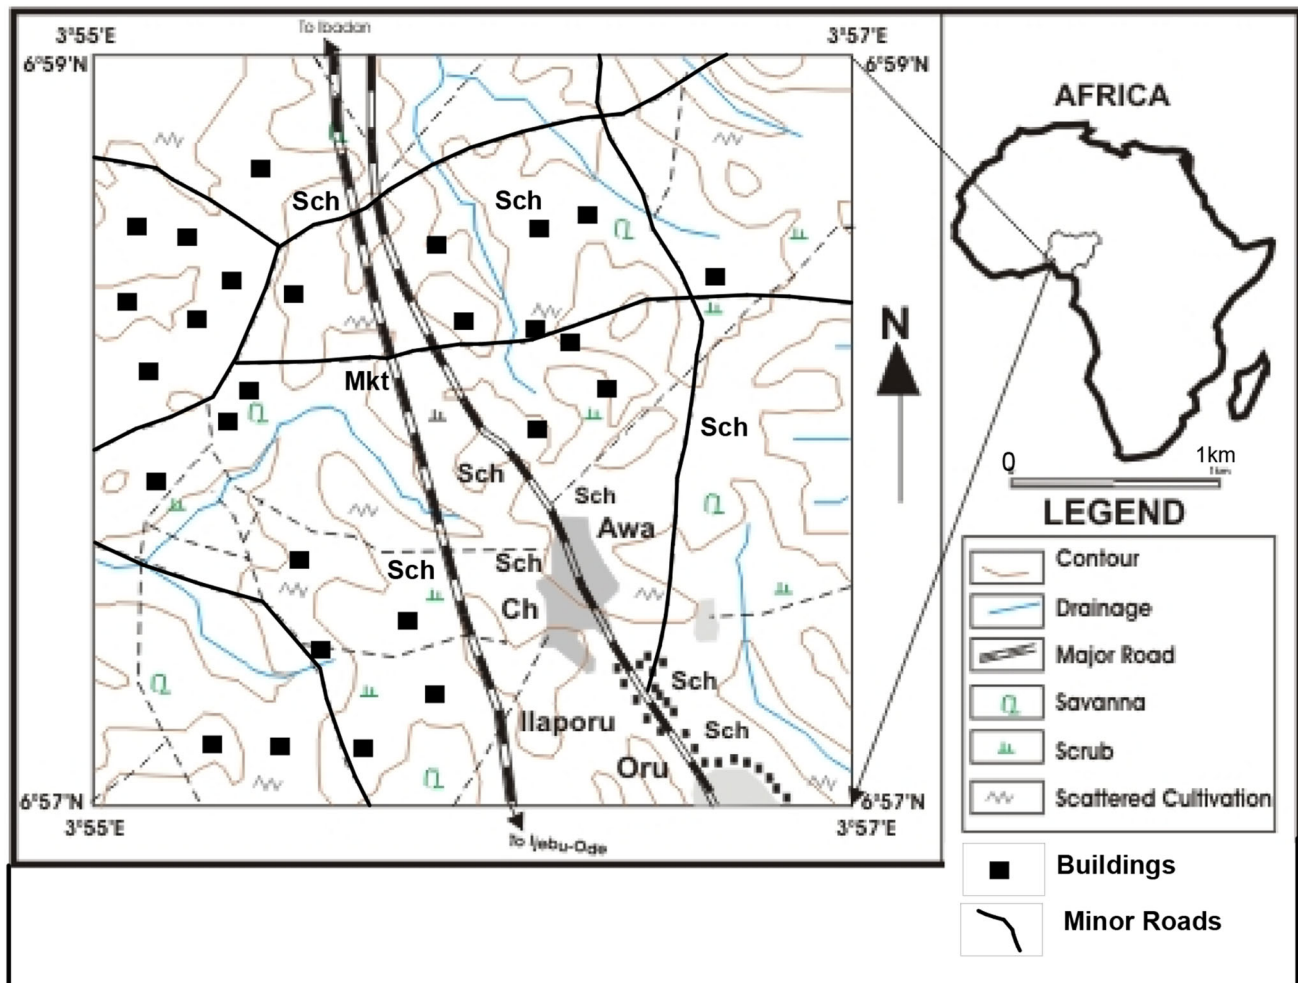 To Ibadan
3°55'E
3°57'E
6°59'N
6°59'N
AFRICA
Sch
Sch
N
Mkt
Sch
Sch
0
1km
1km
Sch
Awa
LEGEND
Sch
Sch
Ch
Contour
Drainage
Major Road
Sch
Savanna
Ilaporu
Sch
Scrub
Oru
Scattered Cultivation
6°57'N
6°57'N
3°55'E
3°57'E
To Ijebu-Ode
Buildings
Minor Roads